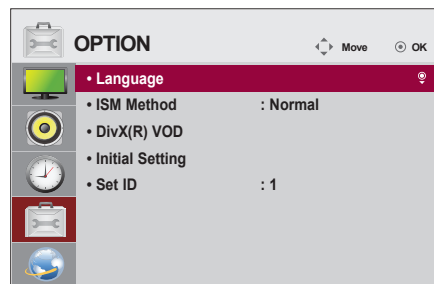 OPTION
Move
OK
• Language
• ISM Method : Normal
• DivX(R) VOD
• Initial Setting
• Set ID : 1